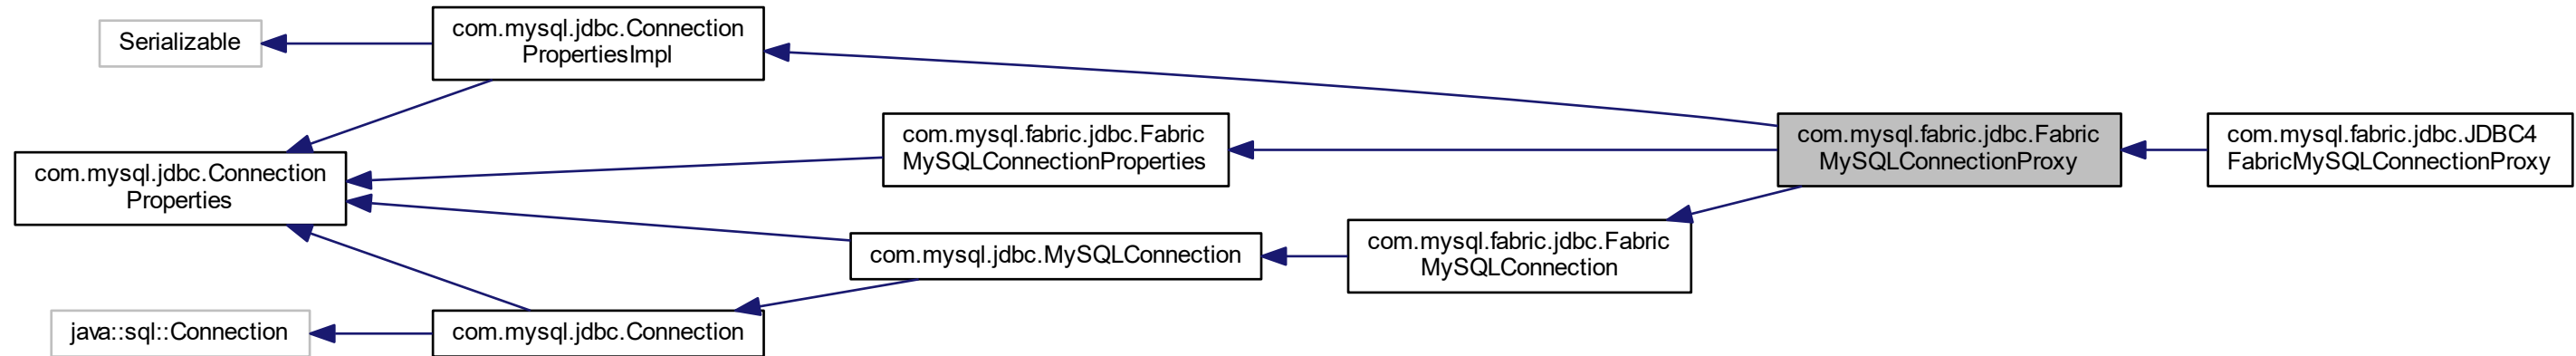 Serializable
com.mysql.jdbc.Connection
PropertiesImpl
com.mysql.jdbc.Connection
Properties
com.mysql.fabric.jdbc.Fabric
MySQLConnectionProperties
com.mysql.jdbc.MySQLConnection
java::sql::Connection
com.mysql.jdbc.Connection
com.mysql.fabric.jdbc.Fabric
MySQLConnection
com.mysql.fabric.jdbc.Fabric
MySQLConnectionProxy
com.mysql.fabric.jdbc.JDBC4
FabricMySQLConnectionProxy